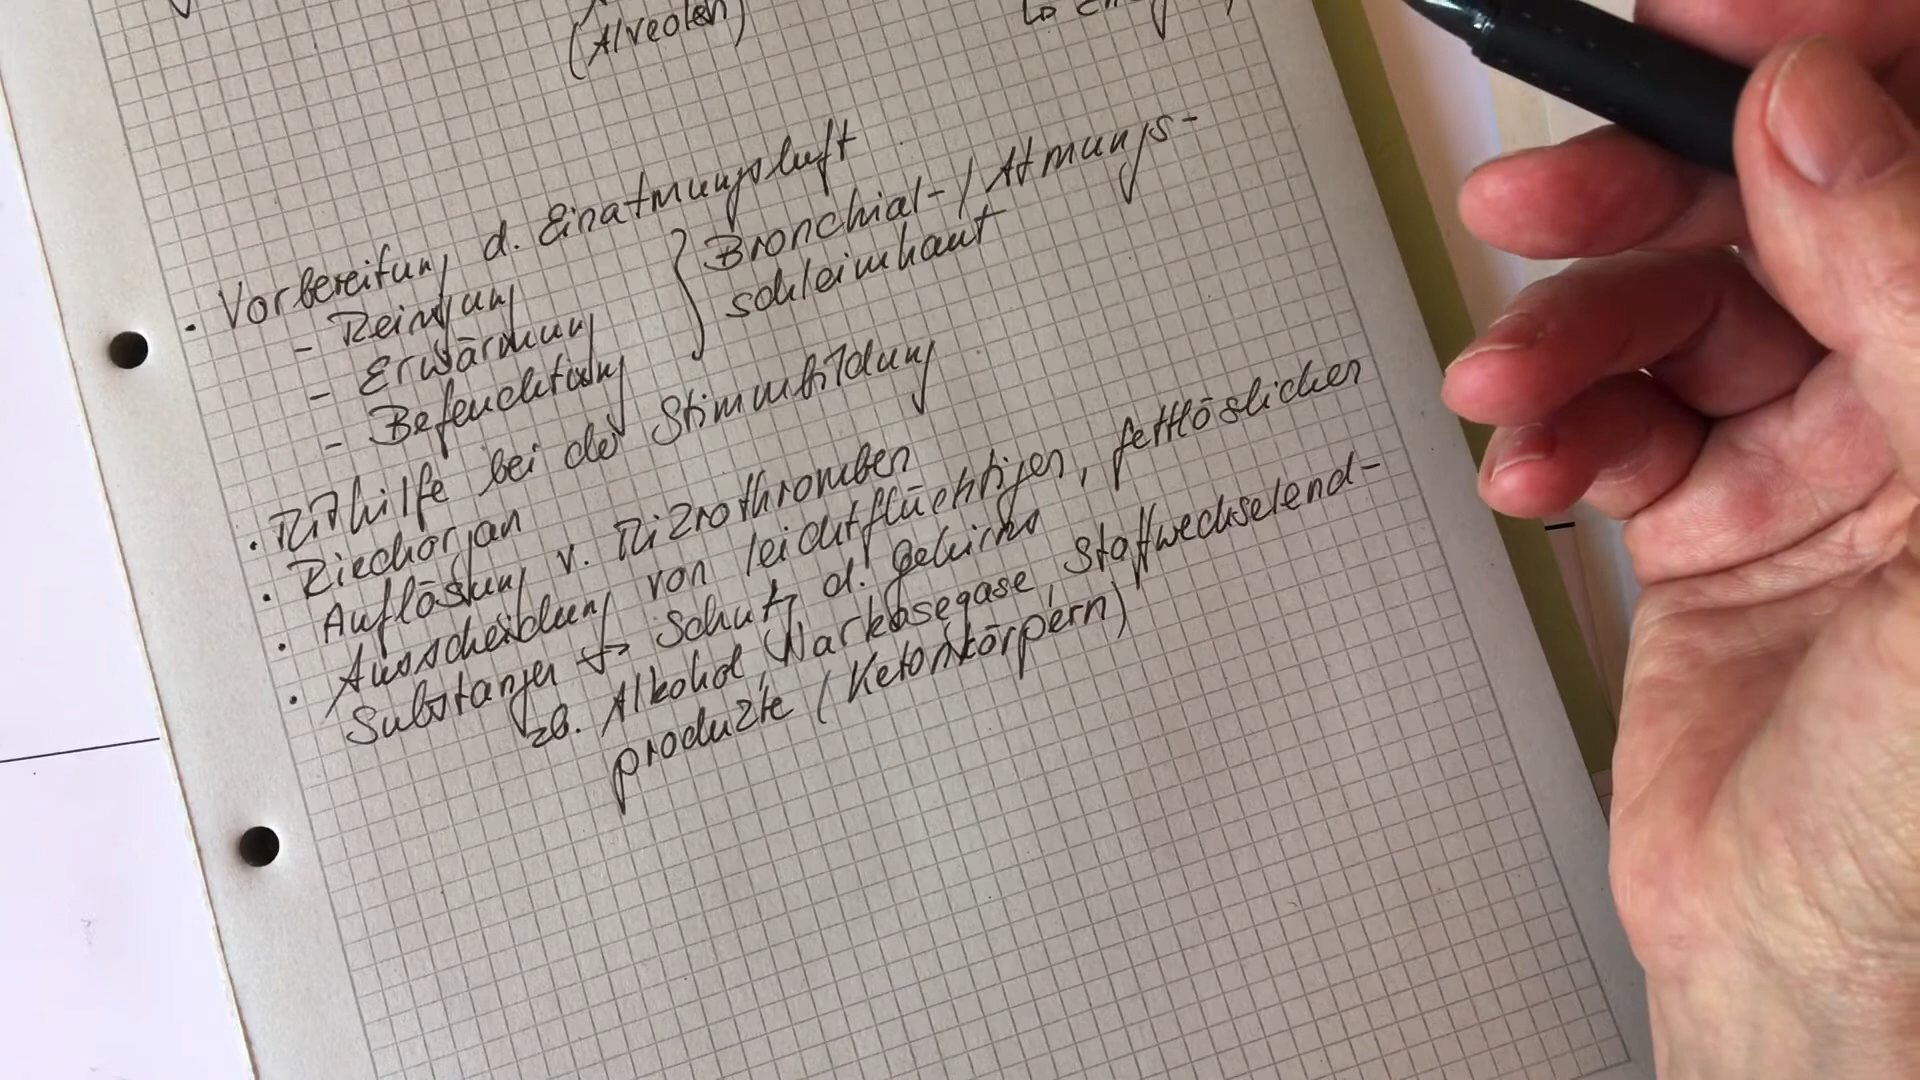 (Alveolen)
• Vorbereitung d. Einatmungsluft
- Reinigung
- Erwärmung
- Befeuchtung
} Bronchial-/Atmungs-
schleimhaut
• Mithilfe bei der Stimmbildung
• Riechorgan
• Auflösung v. Mikrothromben
• Ausscheidung von leichtflüchtigen, fettlöslichen
Substanzen ↳ Schutz d. Gehirns
zB. Alkohol, Narkosegase, Stoffwechselend-
produkte (Ketonkörpern)